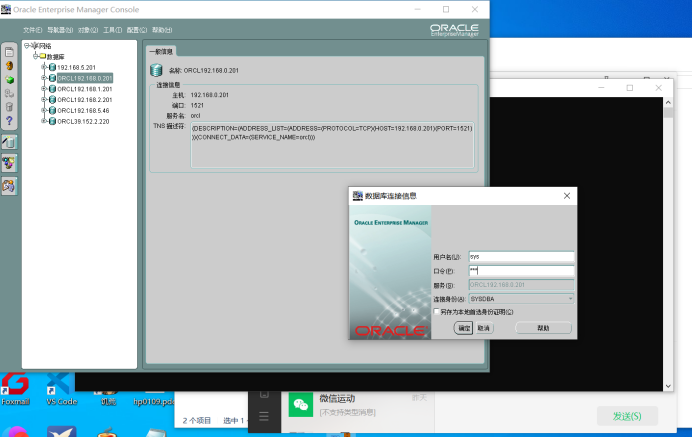 Oracle Enterprise Manager Console
文件(F) 导航器(N) 对象(O) 工具(T) 配置(C) 帮助(H)
ORACLE
EnterpriseManager
网络
数据库
192.168.5.201
ORCL192.168.0.201
ORCL192.168.1.201
ORCL192.168.2.201
ORCL192.168.5.46
ORCL39.152.2.220
一般信息
名称: ORCL192.168.0.201
连接信息
主机: 192.168.0.201
端口: 1521
服务名: orcl
TNS 描述符: (DESCRIPTION=(ADDRESS_LIST=(ADDRESS=(PROTOCOL=TCP)(HOST=192.168.0.201)(PORT=1521)
))(CONNECT_DATA=(SERVICE_NAME=orcl)))
数据库连接信息
ORACLE ENTERPRISE MANAGER
用户名(U): sys
口令(P): ***
服务(S): ORCL192.168.0.201
连接身份(A): SYSDBA
另存为本地首选身份证明(C)
ORACLE
确定 取消 帮助
Foxmail
VS Code
hp0109.pc
2 个项目 选中 1
微信运动
昨天
[不支持类型消息]
发送(S)